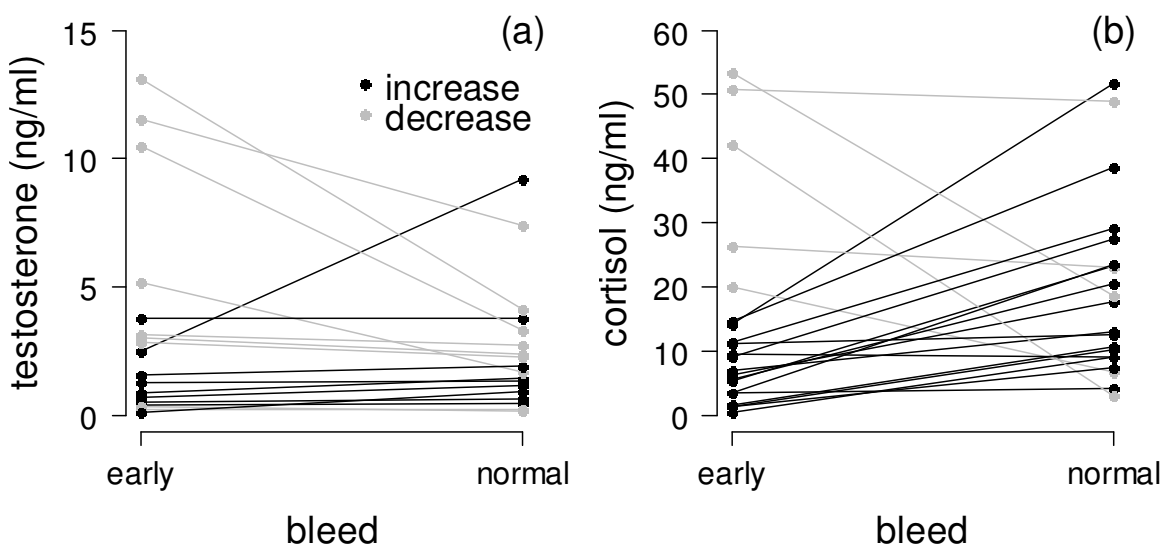 (a)
testosterone (ng/ml)
15
10
5
0
increase
decrease
early
normal
bleed
(b)
cortisol (ng/ml)
60
50
40
30
20
10
0
early
normal
bleed